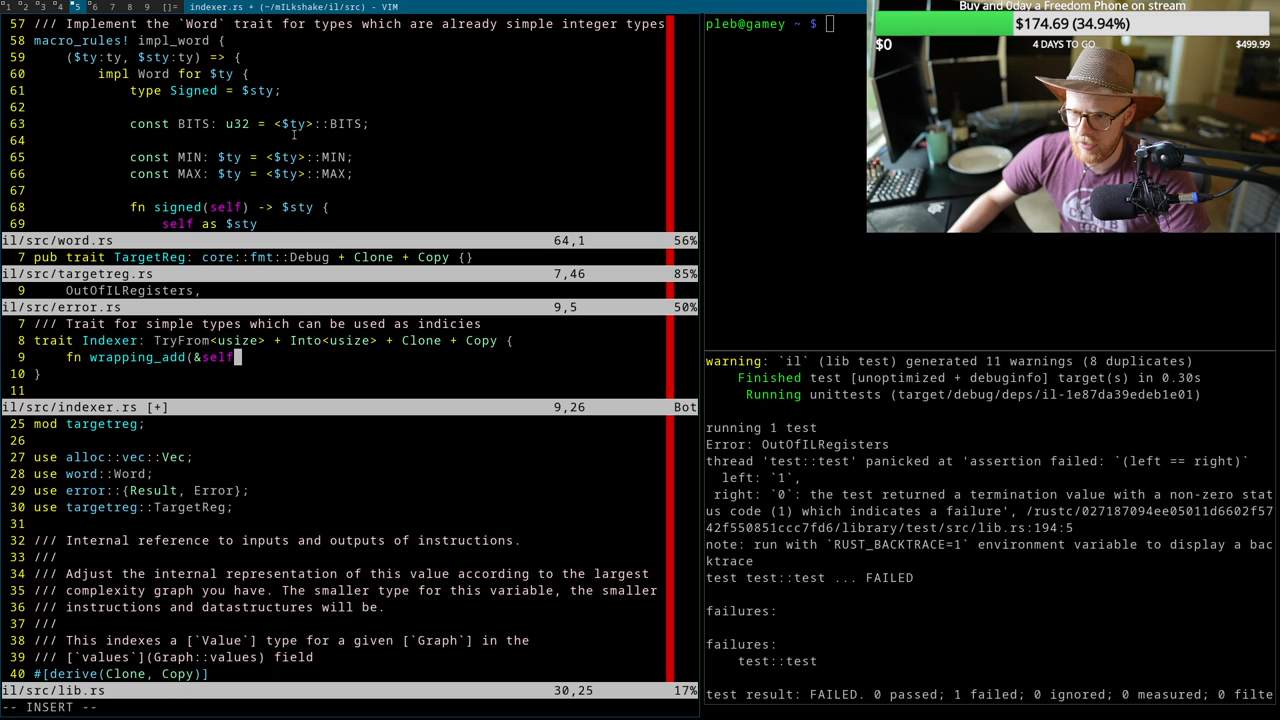 1 2 3 4 5 6 7 8 9 []= indexer.rs + (~/mILkshake/il/src) - VIM
57 /// Implement the `Word` trait for types which are already simple integer types
58 macro_rules! impl_word {
59     ($ty:ty, $sty:ty) => {
60         impl Word for $ty {
61             type Signed = $sty;
62
63             const BITS: u32 = <$ty>::BITS;
64
65             const MIN: $ty = <$ty>::MIN;
66             const MAX: $ty = <$ty>::MAX;
67
68             fn signed(self) -> $sty {
69                 self as $sty
il/src/word.rs 64,1 56%
7 pub trait TargetReg: core::fmt::Debug + Clone + Copy {}
il/src/targetreg.rs 7,46 85%
9     OutOfILRegisters,
il/src/error.rs 9,5 50%
7 /// Trait for simple types which can be used as indicies
8 trait Indexer: TryFrom<usize> + Into<usize> + Clone + Copy {
9     fn wrapping_add(&self
10 }
11
il/src/indexer.rs [+] 9,26 Bot
25 mod targetreg;
26
27 use alloc::vec::Vec;
28 use word::Word;
29 use error::{Result, Error};
30 use targetreg::TargetReg;
31
32 /// Internal reference to inputs and outputs of instructions.
33 ///
34 /// Adjust the internal representation of this value according to the largest
35 /// complexity graph you have. The smaller type for this variable, the smaller
36 /// instructions and datastructures will be.
37 ///
38 /// This indexes a [`Value`] type for a given [`Graph`] in the
39 /// [`values`](Graph::values) field
40 #[derive(Clone, Copy)]
il/src/lib.rs 30,25 17%
-- INSERT --
pleb@gamey ~ $
Buy and 0day a Freedom Phone on stream
$174.69 (34.94%)
$0 4 DAYS TO GO $499.99
warning: `il` (lib test) generated 11 warnings (8 duplicates)
    Finished test [unoptimized + debuginfo] target(s) in 0.30s
     Running unittests (target/debug/deps/il-1e87da39edeb1e01)

running 1 test
Error: OutOfILRegisters
thread 'test::test' panicked at 'assertion failed: `(left == right)`
  left: `1`,
 right: `0`: the test returned a termination value with a non-zero stat
us code (1) which indicates a failure', /rustc/027187094ee05011d6602f57
42f550851ccc7fd6/library/test/src/lib.rs:194:5
note: run with `RUST_BACKTRACE=1` environment variable to display a bac
ktrace
test test::test ... FAILED

failures:

failures:
    test::test

test result: FAILED. 0 passed; 1 failed; 0 ignored; 0 measured; 0 filte